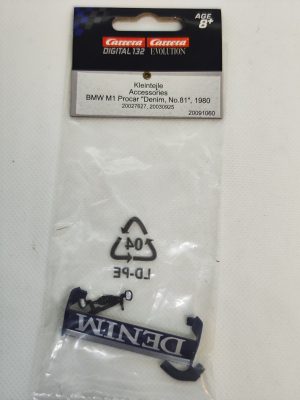 AGE
8+
Carrera Carrera
DIGITAL 132 EVOLUTION
Kleinteile
Accessories
BMW M1 Procar "Denim, No.81", 1980
20027627, 20030925
20091060
04
LD-PE
DENIM